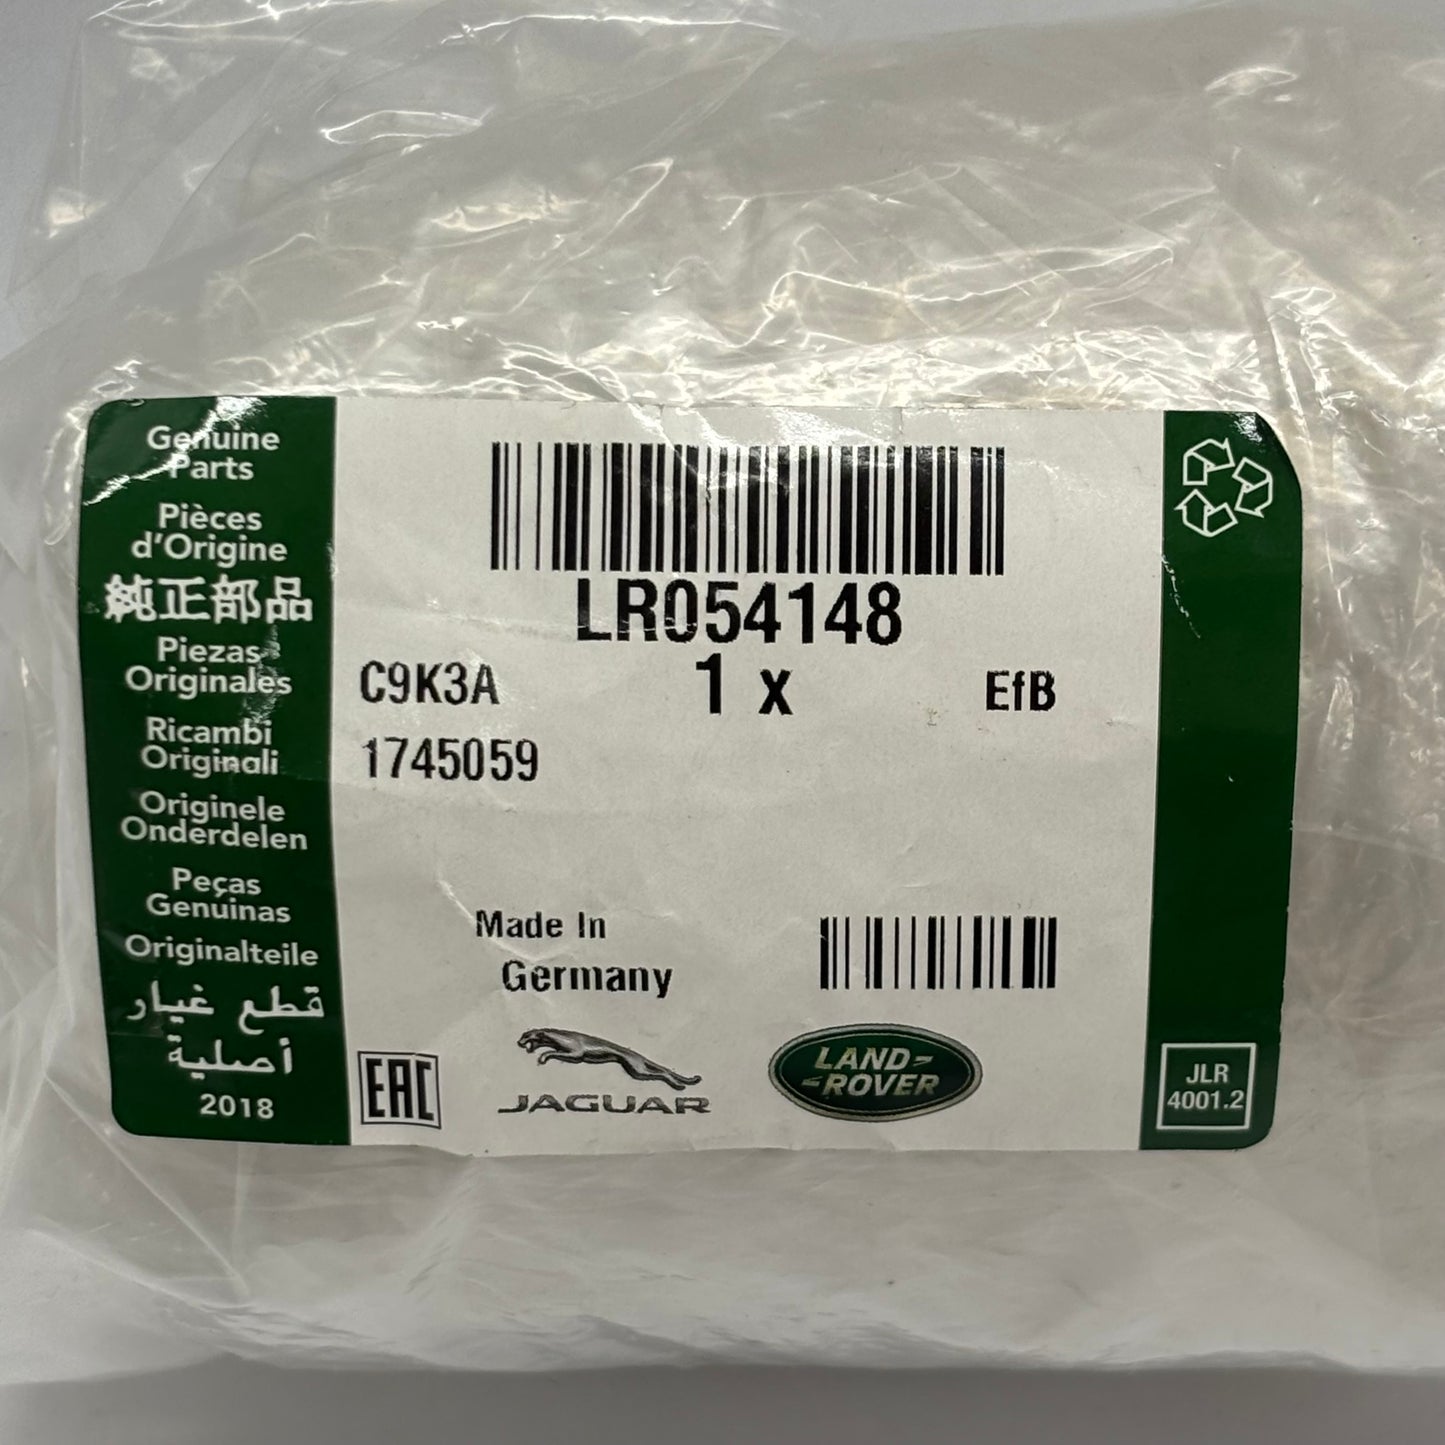 Genuine
Parts
Pièces
d'Origine
純正部品
Piezas
Originales
Ricambi
Originali
Originele
Onderdelen
Peças
Genuinas
Originalteile
قطع غيار
أصلية
2018
LR054148
C9K3A 1 x EfB
1745059
Made In
Germany
EAC
JAGUAR
LAND-
-ROVER
JLR
4001.2